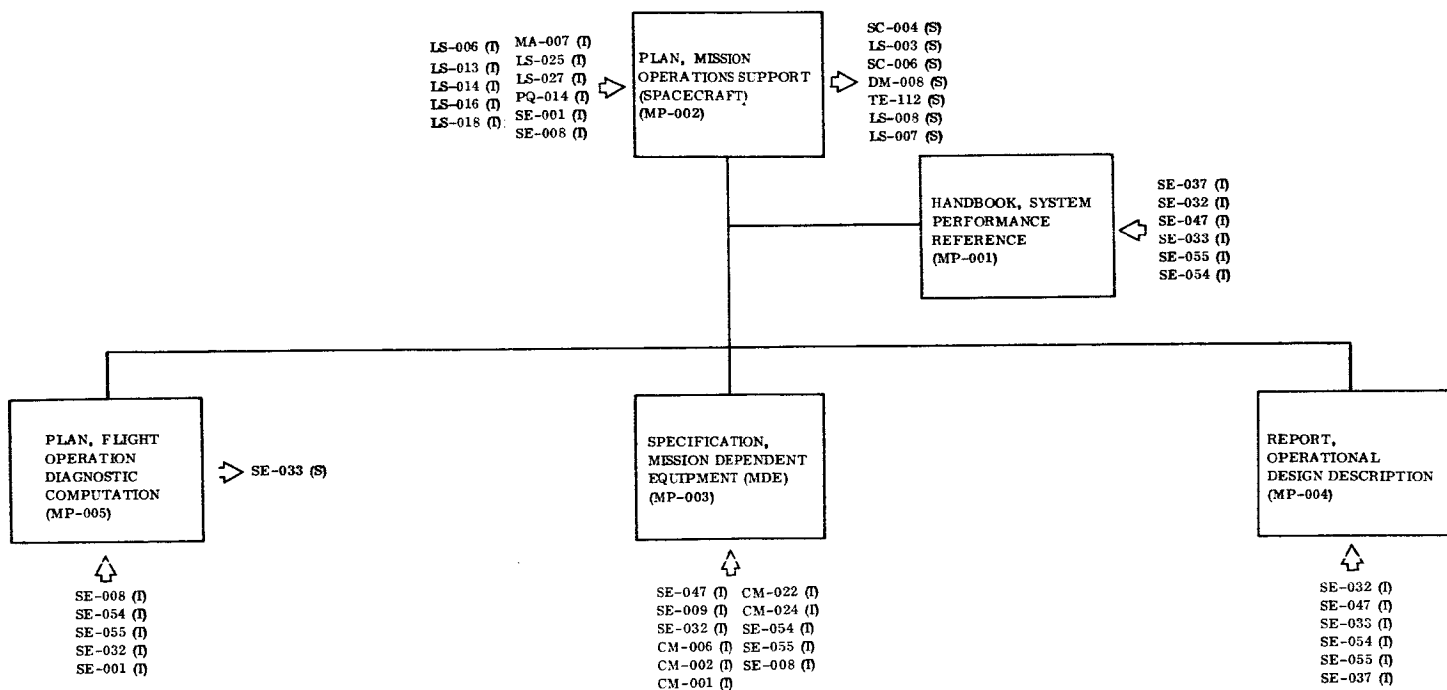 LS-006 (T)
LS-013 (T)
LS-014 (T)
LS-016 (T)
LS-018 (T)
MA-007 (T)
LS-025 (T)
LS-027 (T)
PQ-014 (T)
SE-001 (T)
SE-008 (T)
PLAN, MISSION
OPERATIONS SUPPORT
(SPACECRAFT)
(MP-002)
SC-004 (S)
LS-003 (S)
SC-006 (S)
DM-008 (S)
TE-112 (S)
LS-008 (S)
LS-007 (S)
HANDBOOK, SYSTEM
PERFORMANCE
REFERENCE
(MP-001)
SE-037 (T)
SE-032 (T)
SE-047 (T)
SE-033 (T)
SE-055 (T)
SE-054 (T)
PLAN, FLIGHT
OPERATION
DIAGNOSTIC
COMPUTATION
(MP-005)
SE-033 (S)
SE-008 (T)
SE-054 (T)
SE-055 (T)
SE-032 (T)
SE-001 (T)
SPECIFICATION,
MISSION DEPENDENT
EQUIPMENT (MDE)
(MP-003)
SE-047 (T)
SE-009 (T)
SE-032 (T)
CM-006 (T)
CM-002 (T)
CM-001 (T)
CM-022 (T)
CM-024 (T)
SE-054 (T)
SE-055 (T)
SE-008 (T)
REPORT,
OPERATIONAL
DESIGN DESCRIPTION
(MP-004)
SE-032 (T)
SE-047 (T)
SE-033 (T)
SE-054 (T)
SE-055 (T)
SE-037 (T)